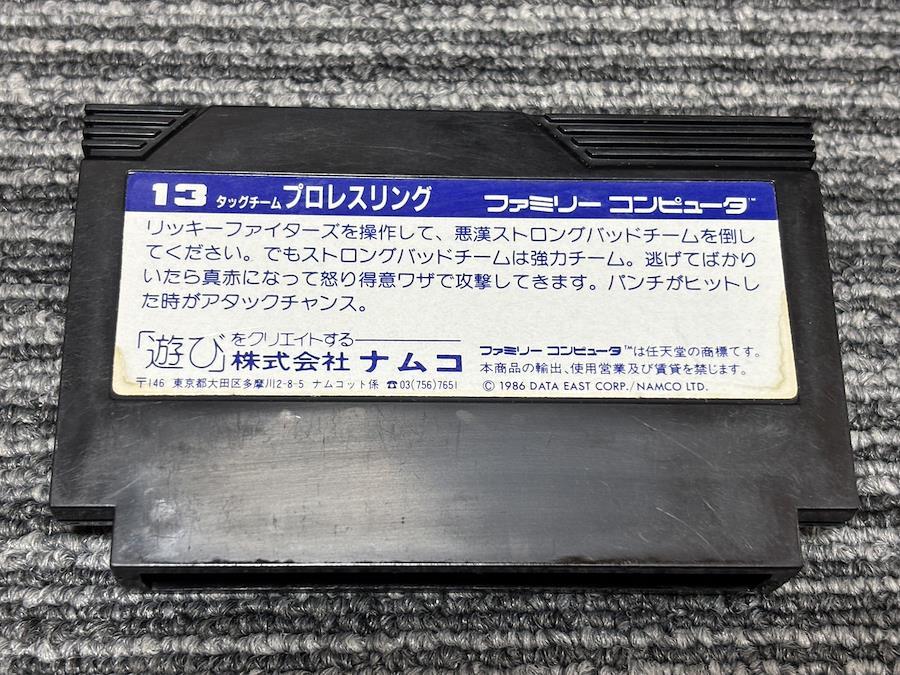 13 タッグチーム プロレスリング ファミリー コンピュータ™
リッキーファイターズを操作して、悪漢ストロングバッドチームを倒し
てください。でもストロングバッドチームは強力チーム。逃げてばかり
いたら真赤になって怒り得意ワザで攻撃してきます。パンチがヒットし
た時がアタックチャンス。
「遊び」をクリエイトする
株式会社 ナムコ
〒146 東京都大田区多摩川2-8-5 ナムコット係 ☎03(756)7651
ファミリー コンピュータ™は任天堂の商標です。
本商品の輸出、使用営業及び賃貸を禁じます。
© 1986 DATA EAST CORP./NAMCO LTD.